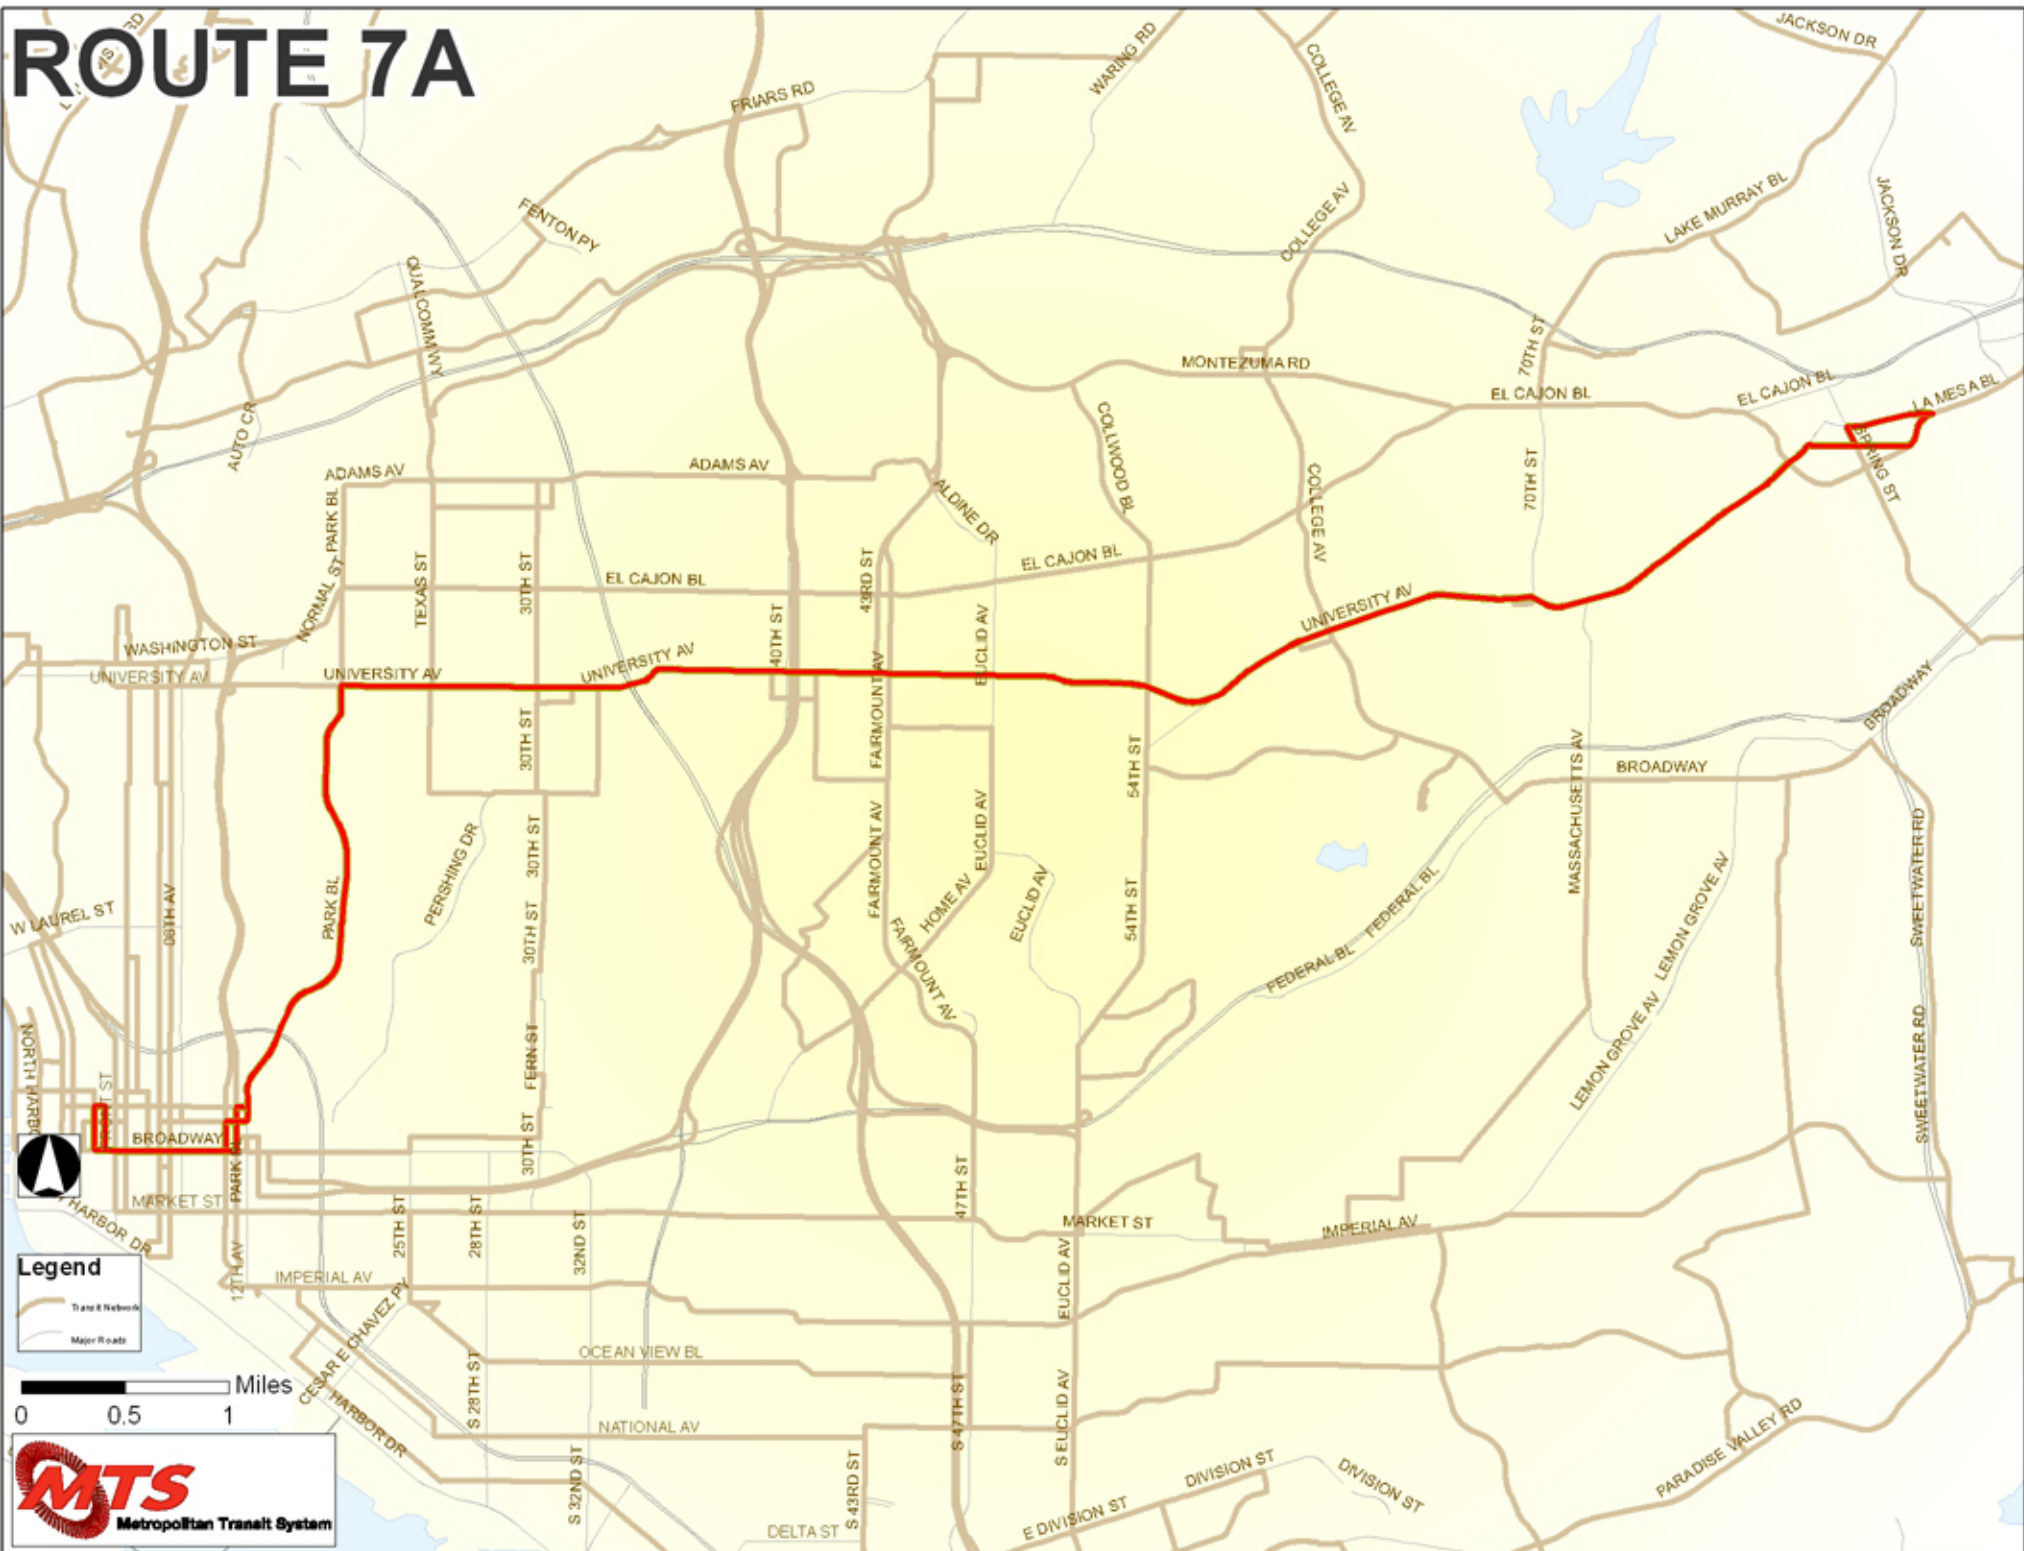 ROUTE 7A
JACKSON DR
WARING RD
COLLEGE AV
FRIARS RD
LAKE MURRAY BL
JACKSON DR
COLLEGE AV
FENTON PY
QUALCOMM WY
70TH ST
MONTEZUMA RD
EL CAJON BL
EL CAJON BL
LA MESA BL
AUTO CR
COLLWOOD BL
SPRING ST
ADAMS AV
ADAMS AV
PARK BL
ALDINE DR
COLLEGE AV
70TH ST
NORMAL ST
TEXAS ST
30TH ST
EL CAJON BL
43RD ST
EL CAJON BL
40TH ST
EUCLID AV
UNIVERSITY AV
WASHINGTON ST
UNIVERSITY AV
UNIVERSITY AV
UNIVERSITY AV
FAIRMOUNT AV
30TH ST
54TH ST
MASSACHUSETTS AV
BROADWAY
BROADWAY
PERSHING DR
30TH ST
FAIRMOUNT AV
EUCLID AV
SWEETWATER RD
PARK BL
W LAUREL ST
30TH ST
HOME AV
EUCLID AV
54TH ST
FEDERAL BL
LEMON GROVE AV
FAIRMOUNT AV
FEDERAL BL
LEMON GROVE AV
SWEETWATER RD
FERN ST
BROADWAY
30TH ST
PARK BL
MARKET ST
25TH ST
28TH ST
32ND ST
47TH ST
MARKET ST
IMPERIAL AV
HARBOR DR
12TH AV
IMPERIAL AV
EUCLID AV
Legend
Transit Network
Major Roads
CESAR E CHAVEZ PY
S 28TH ST
OCEAN VIEW BL
S 47TH ST
S EUCLID AV
Miles
0 0.5 1
HARBOR DR
NATIONAL AV
PARADISE VALLEY RD
S 32ND ST
S 43RD ST
DIVISION ST
DIVISION ST
E DIVISION ST
DELTA ST
MTS
Metropolitan Transit System